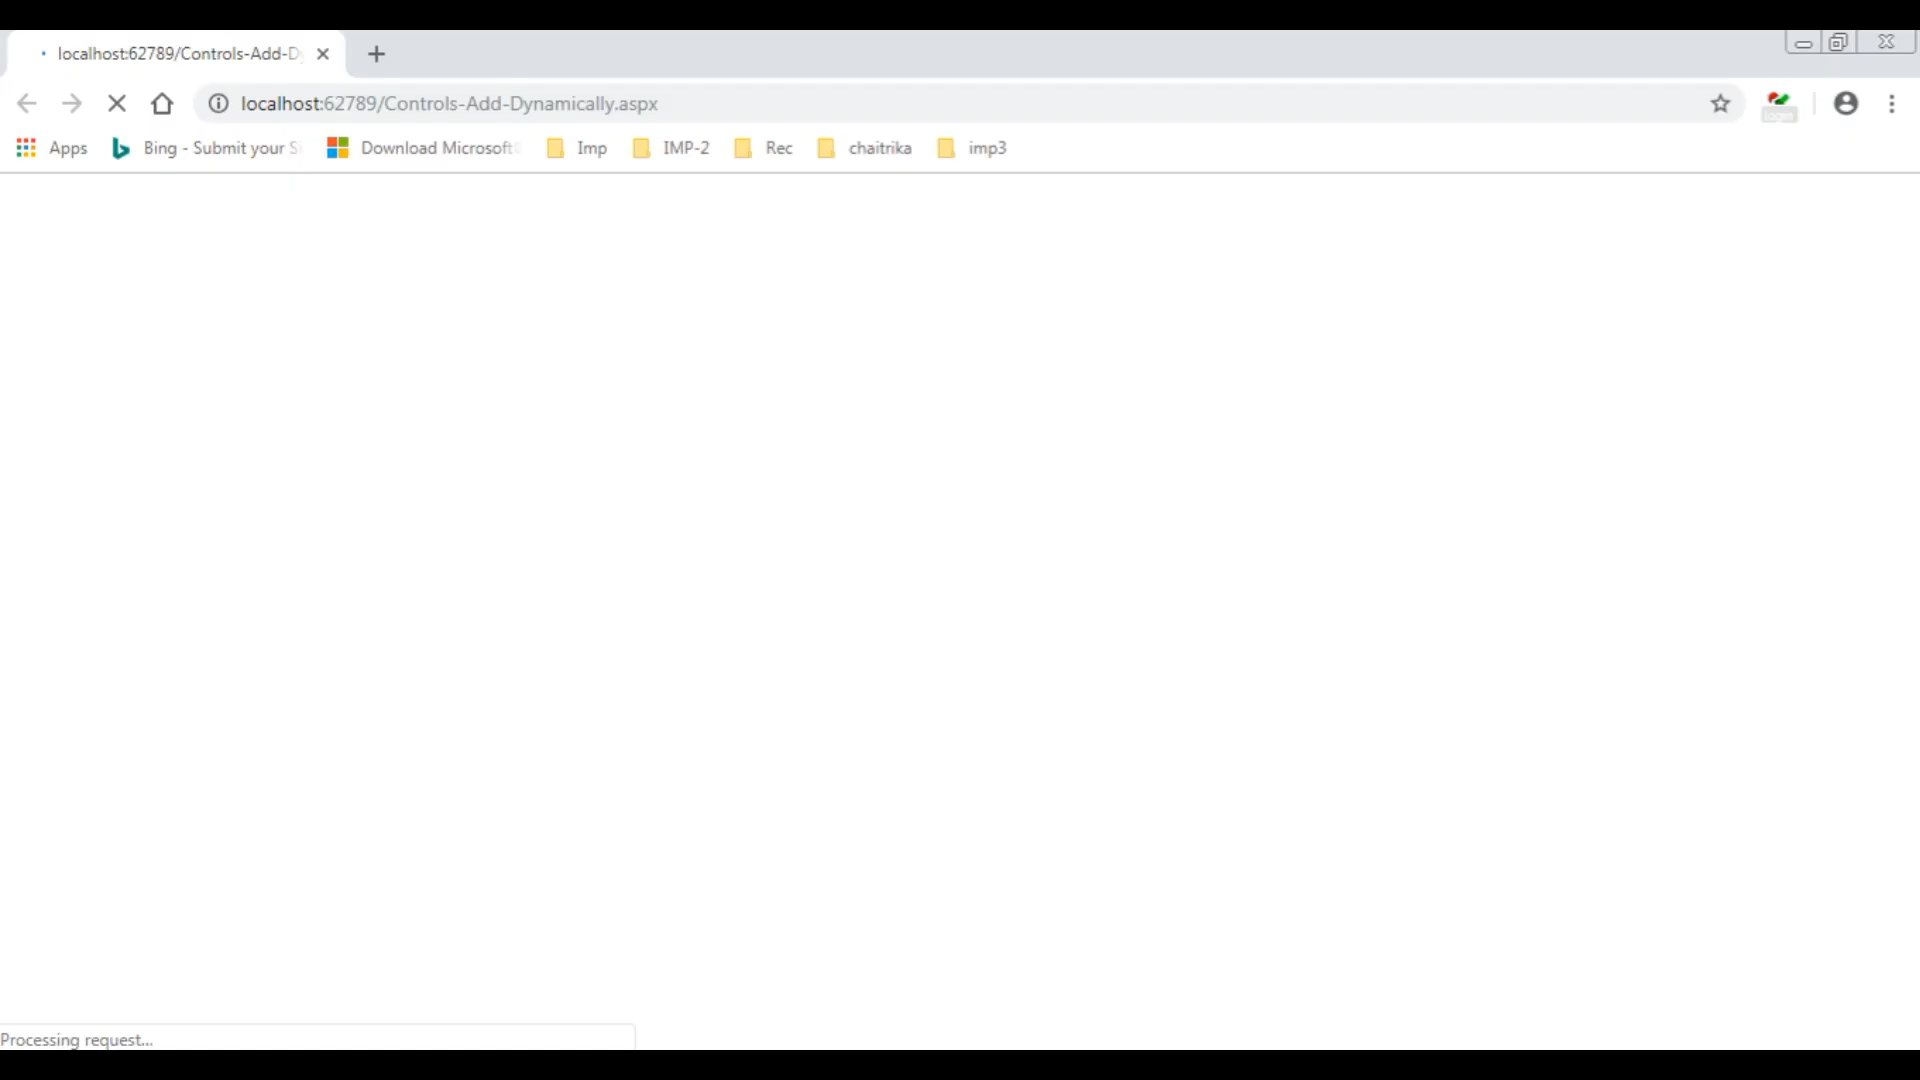 localhost:62789/Controls-Add-D
localhost:62789/Controls-Add-Dynamically.aspx
Apps
Bing - Submit your S
Download Microsoft
Imp
IMP-2
Rec
chaitrika
imp3
Processing request...